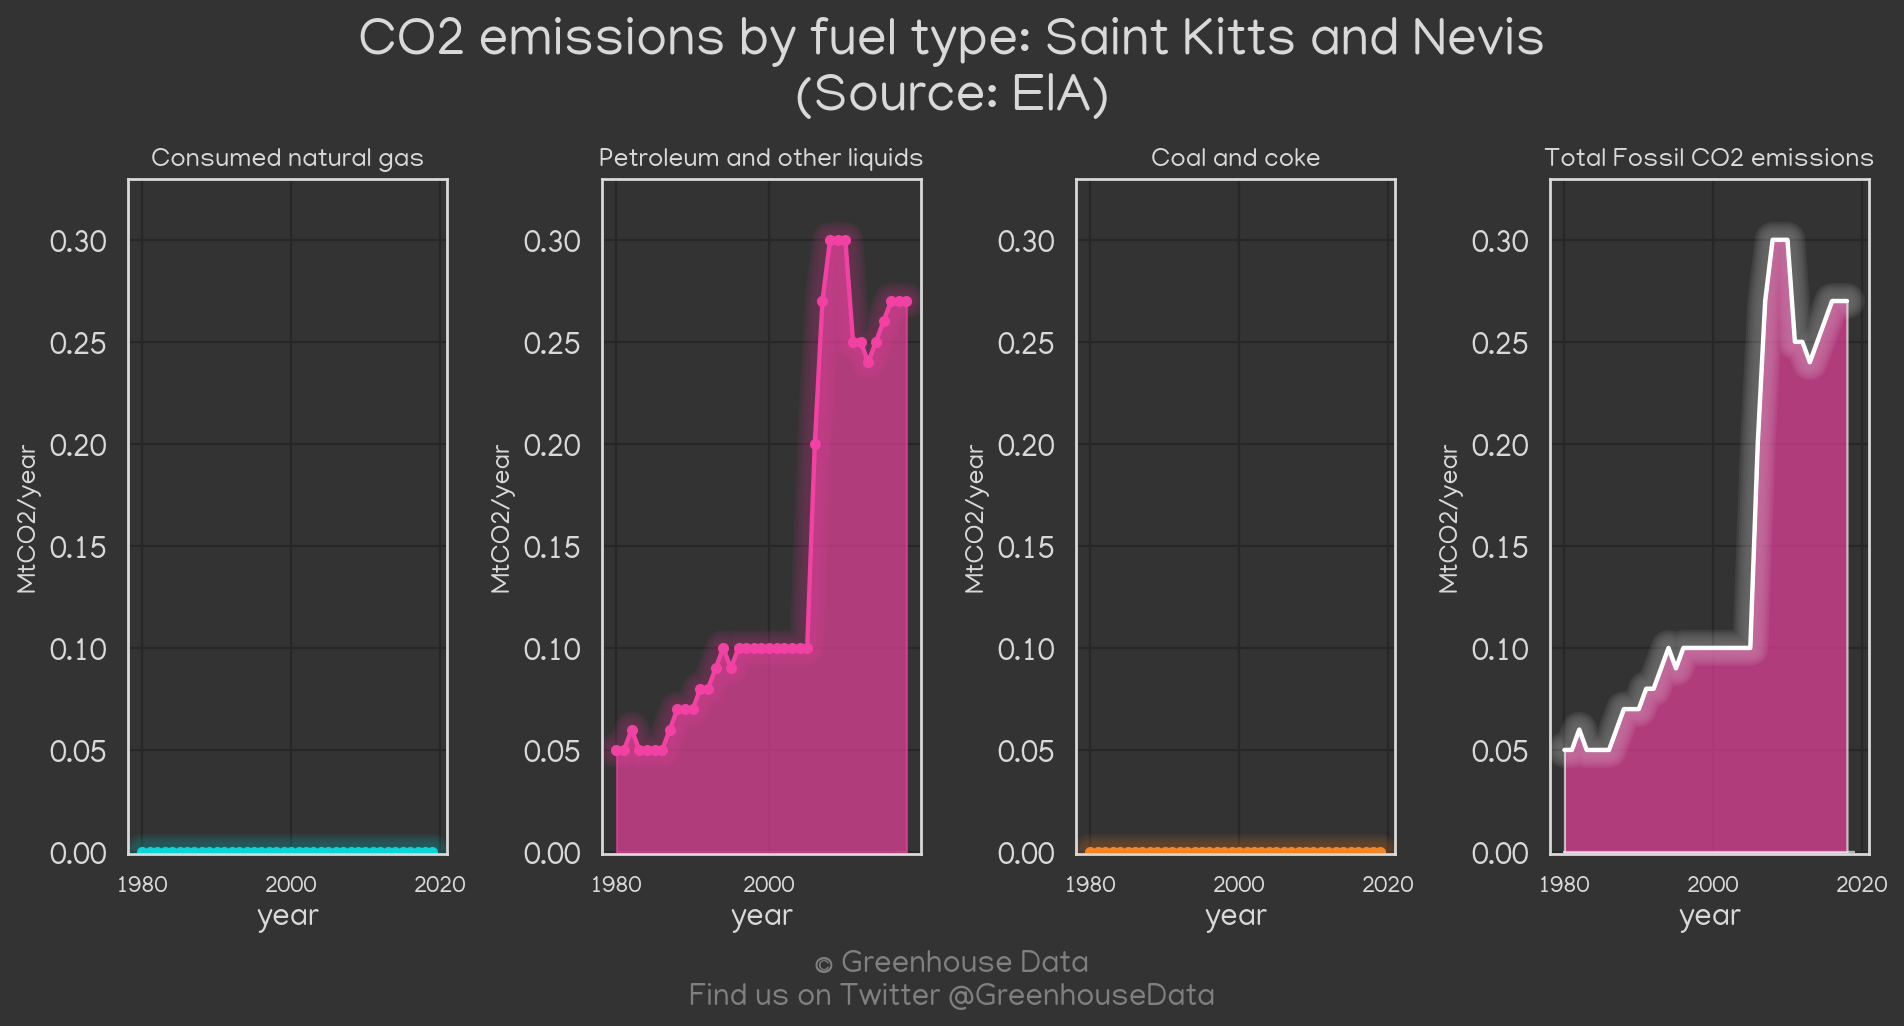 CO2 emissions by fuel type: Saint Kitts and Nevis
(Source: EIA)
Consumed natural gas
MtCO2/year
0.30
0.25
0.20
0.15
0.10
0.05
0.00
1980 2000 2020
year
Petroleum and other liquids
MtCO2/year
0.30
0.25
0.20
0.15
0.10
0.05
0.00
1980 2000
year
Coal and coke
MtCO2/year
0.30
0.25
0.20
0.15
0.10
0.05
0.00
1980 2000 2020
year
Total Fossil CO2 emissions
MtCO2/year
0.30
0.25
0.20
0.15
0.10
0.05
0.00
1980 2000 2020
year
© Greenhouse Data
Find us on Twitter @GreenhouseData